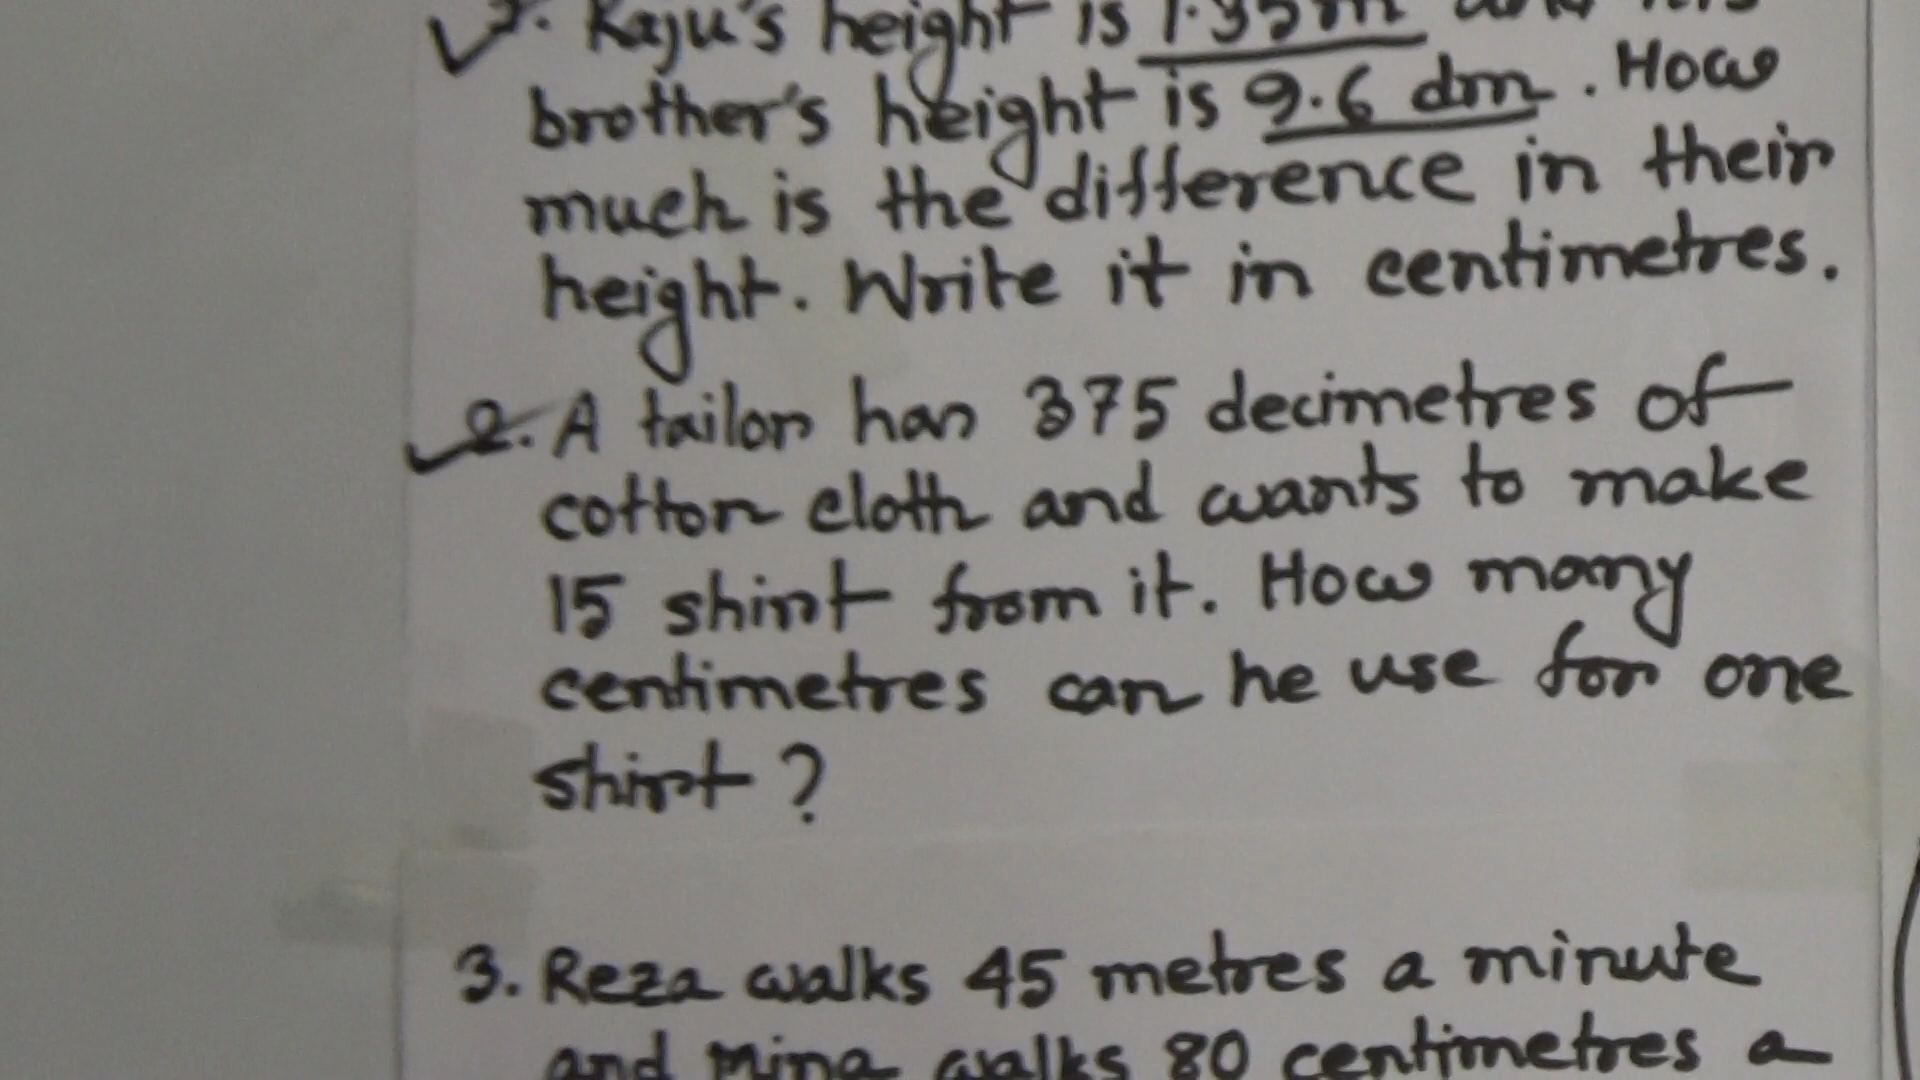 Raju's height is 1.35m and his
brother's height is 9.6 dm. How
much is the difference in their
height. Write it in centimetres.
2. A tailor has 375 decimetres of
cotton cloth and wants to make
15 shirt from it. How many
centimetres can he use for one
shirt?
3. Reza walks 45 metres a minute
and Mina walks 80 centimetres a